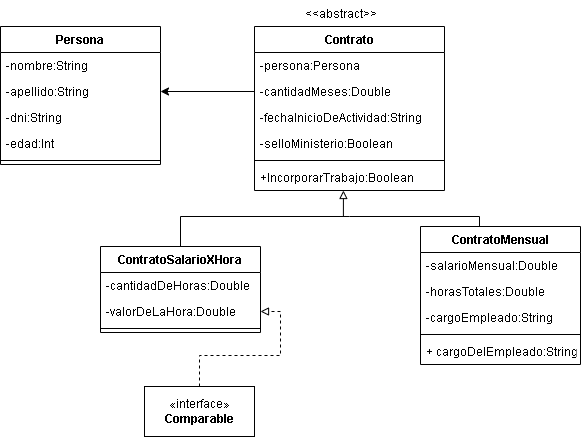 <<abstract>>
Persona
-nombre:String
-apellido:String
-dni:String
-edad:Int
Contrato
-persona:Persona
-cantidadMeses:Double
-fechaInicioDeActividad:String
-selloMinisterio:Boolean
+IncorporarTrabajo:Boolean
ContratoSalarioXHora
-cantidadDeHoras:Double
-valorDeLaHora:Double
ContratoMensual
-salarioMensual:Double
-horasTotales:Double
-cargoEmpleado:String
+ cargoDelEmpleado:String
«interface»
Comparable